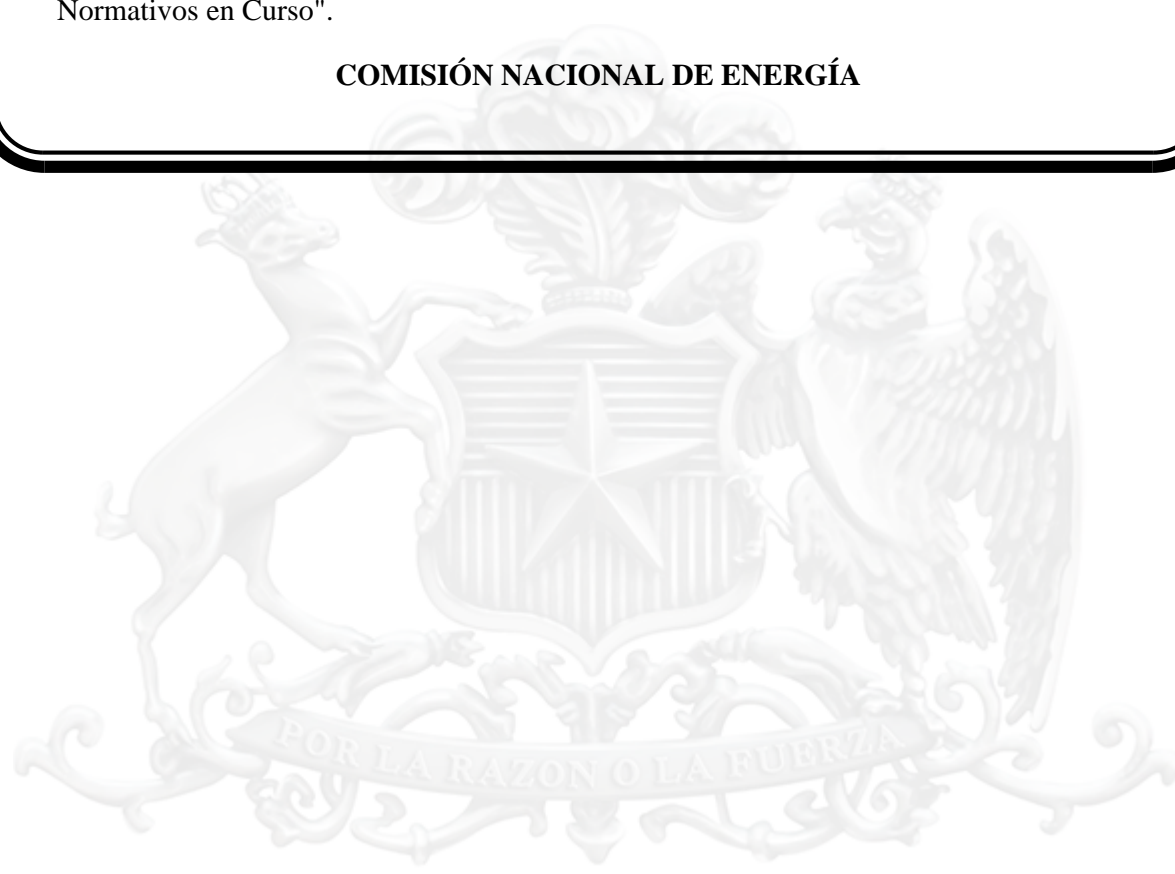 Normativos en Curso".
COMISIÓN NACIONAL DE ENERGÍA
POR LA RAZON O LA FUERZA